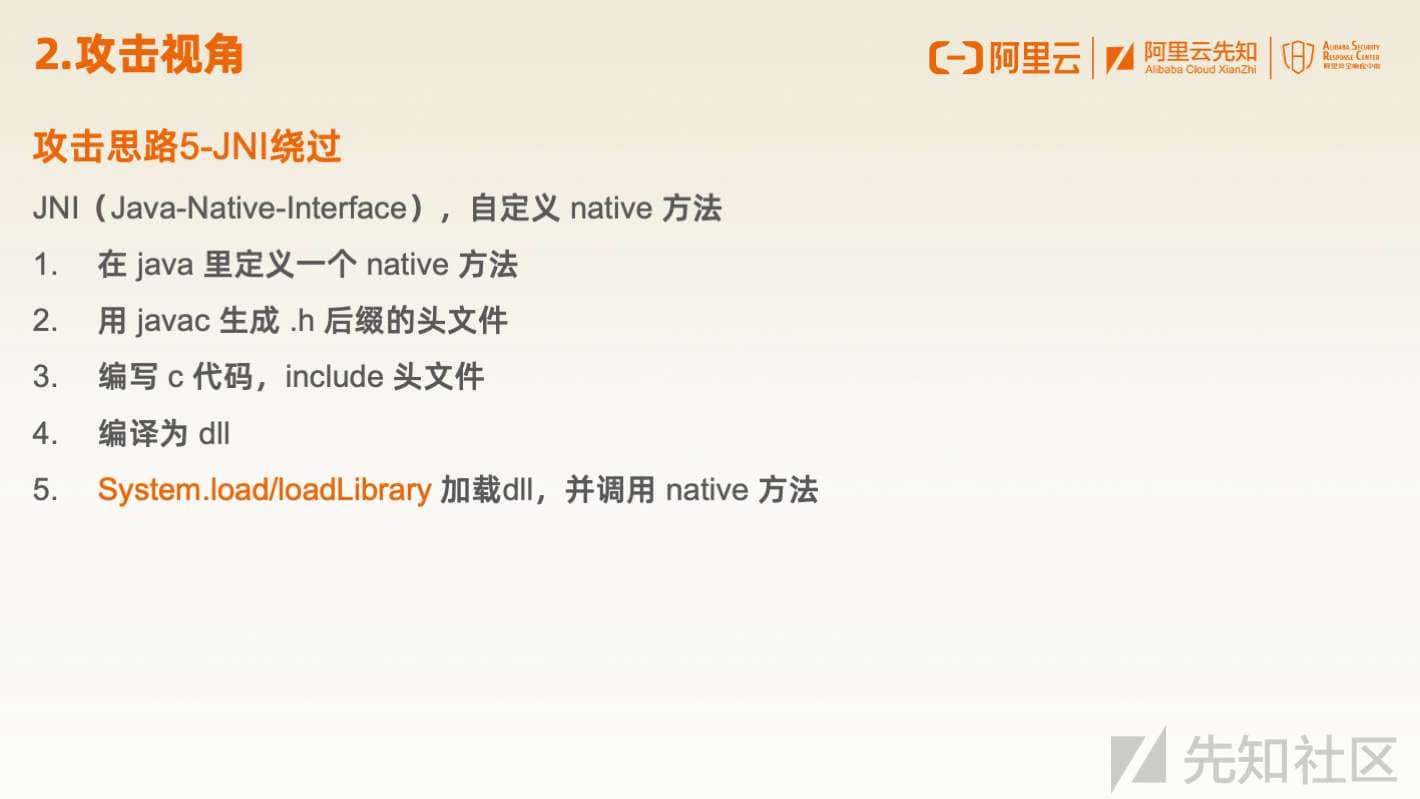 2.攻击视角
阿里云
阿里云先知
Alibaba Cloud XianZhi
ALIBABA SECURITY
RESPONSE CENTER
阿里安全响应中心
攻击思路5-JNI绕过
JNI（Java-Native-Interface），自定义 native 方法
1. 在 java 里定义一个 native 方法
2. 用 javac 生成 .h 后缀的头文件
3. 编写 c 代码，include 头文件
4. 编译为 dll
5. System.load/loadLibrary 加载dll，并调用 native 方法
先知社区